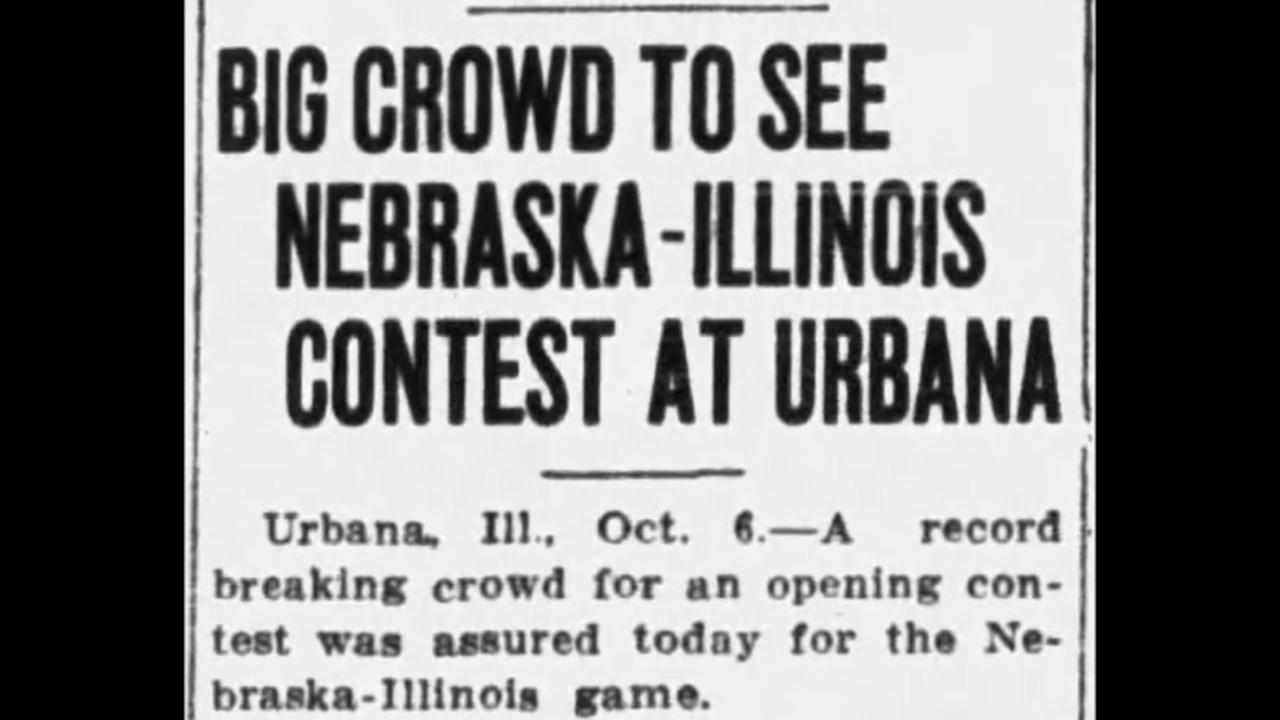 BIG CROWD TO SEE
NEBRASKA-ILLINOIS
CONTEST AT URBANA
Urbana, Ill., Oct. 6.—A record
breaking crowd for an opening con-
test was assured today for the Ne-
braska-Illinois game.